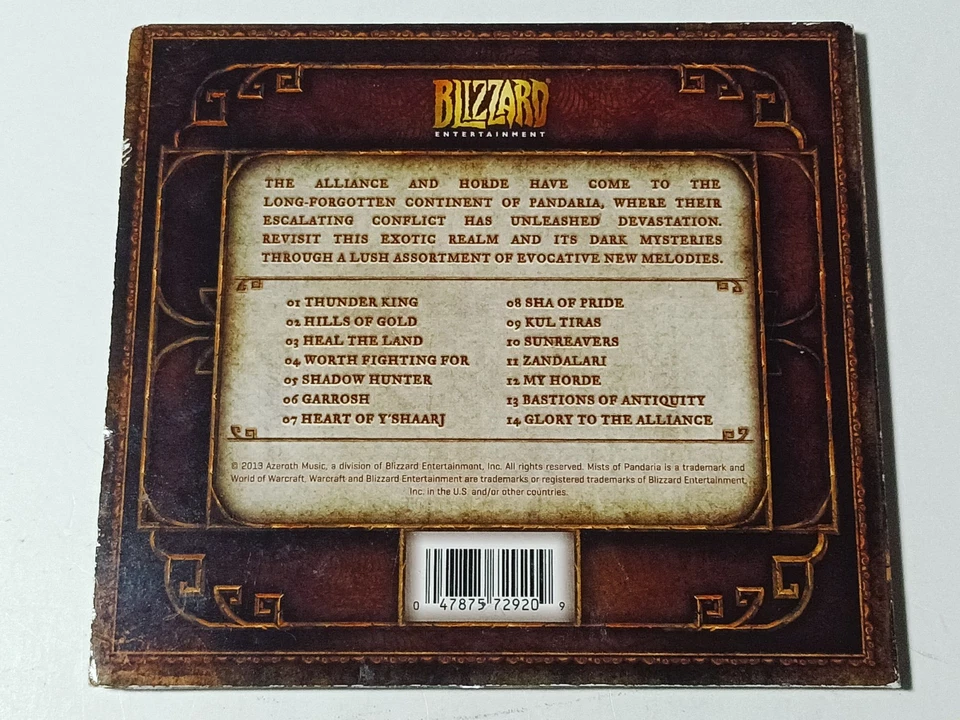 BLIZZARD®
ENTERTAINMENT
THE ALLIANCE AND HORDE HAVE COME TO THE
LONG-FORGOTTEN CONTINENT OF PANDARIA, WHERE THEIR
ESCALATING CONFLICT HAS UNLEASHED DEVASTATION.
REVISIT THIS EXOTIC REALM AND ITS DARK MYSTERIES
THROUGH A LUSH ASSORTMENT OF EVOCATIVE NEW MELODIES.
01 THUNDER KING
02 HILLS OF GOLD
03 HEAL THE LAND
04 WORTH FIGHTING FOR
05 SHADOW HUNTER
06 GARROSH
07 HEART OF Y'SHAARJ
08 SHA OF PRIDE
09 KUL TIRAS
10 SUNREAVERS
11 ZANDALARI
12 MY HORDE
13 BASTIONS OF ANTIQUITY
14 GLORY TO THE ALLIANCE
© 2013 Azeroth Music, a division of Blizzard Entertainment, Inc. All rights reserved. Mists of Pandaria is a trademark and
World of Warcraft, Warcraft and Blizzard Entertainment are trademarks or registered trademarks of Blizzard Entertainment,
Inc. in the U.S. and/or other countries.
0 47875 72920 9